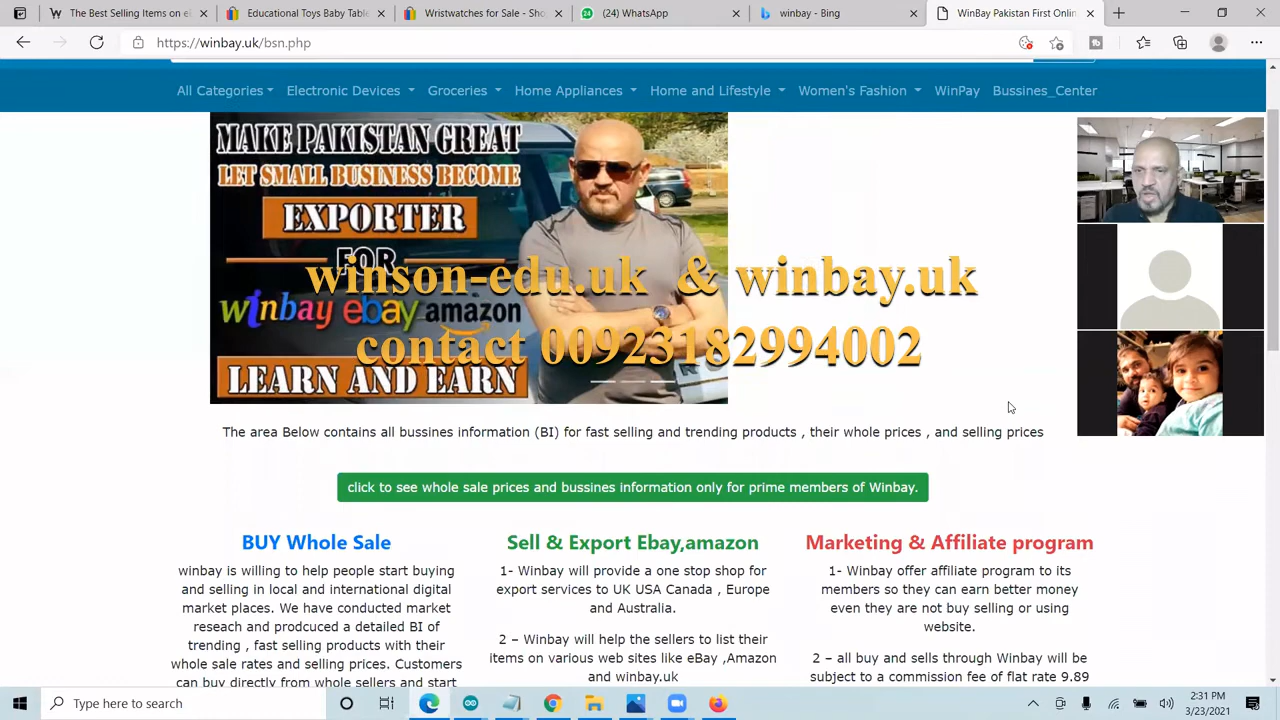 The Best Selling Items on e
Educational Toys Baby Table
Wristwatches for Sale - Sho
(24) WhatsApp
winbay - Bing
WinBay Pakistan First Online
https://winbay.uk/bsn.php
All Categories Electronic Devices Groceries Home Appliances Home and Lifestyle Women's Fashion WinPay Bussines_Center
MAKE PAKISTAN GREAT
LET SMALL BUSINESS BECOME
EXPORTER
FOR
winson-edu.uk & winbay.uk
winbay ebay amazon
contact 00923182994002
LEARN AND EARN
The area Below contains all bussines information (BI) for fast selling and trending products , their whole prices , and selling prices
click to see whole sale prices and bussines information only for prime members of Winbay.
BUY Whole Sale
winbay is willing to help people start buying
and selling in local and international digital
market places. We have conducted market
reseach and prodcuced a detailed BI of
trending , fast selling products with their
whole sale rates and selling prices. Customers
can buy directly from whole sellers and start
Sell & Export Ebay,amazon
1- Winbay will provide a one stop shop for
export services to UK USA Canada , Europe
and Australia.
2 – Winbay will help the sellers to list their
items on various web sites like eBay ,Amazon
and winbay.uk
Marketing & Affiliate program
1- Winbay offer affiliate program to its
members so they can earn better money
even they are not buy selling or using
website.
2 – all buy and sells through Winbay will be
subject to a commission fee of flat rate 9.89
Type here to search
2:31 PM
3/23/2021